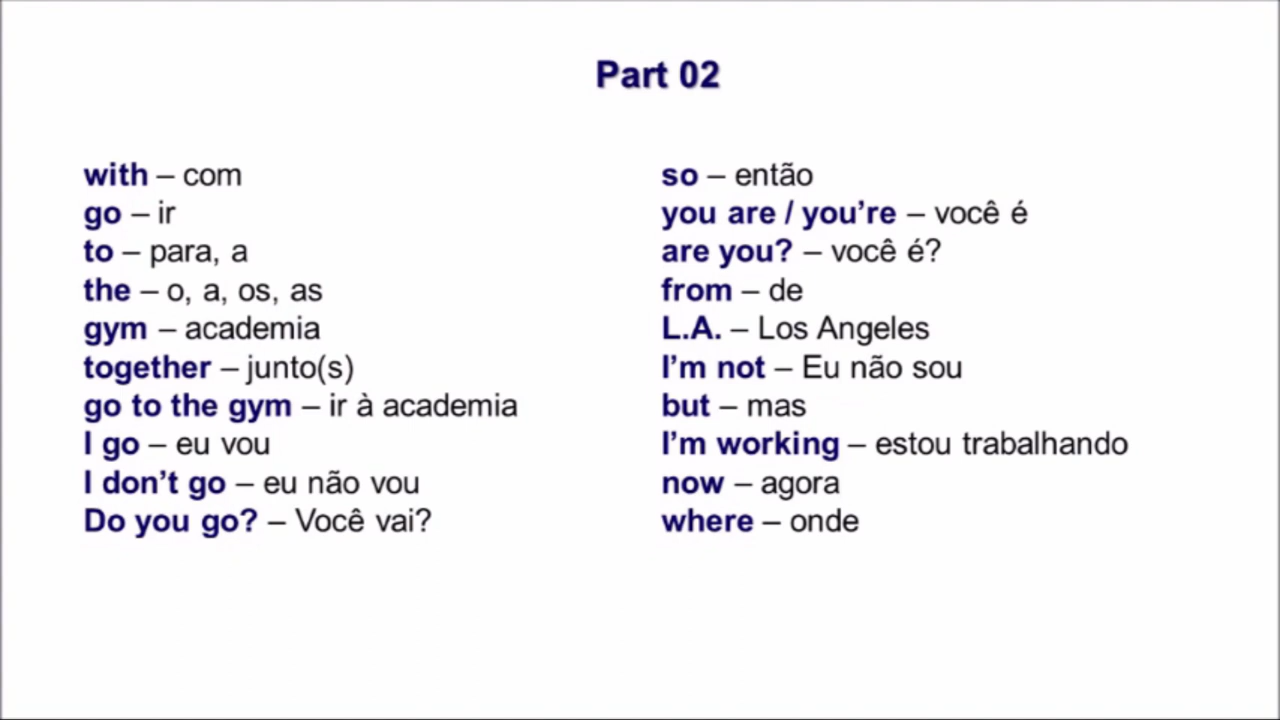 Part 02
with – com
go – ir
to – para, a
the – o, a, os, as
gym – academia
together – junto(s)
go to the gym – ir à academia
I go – eu vou
I don’t go – eu não vou
Do you go? – Você vai?
so – então
you are / you’re – você é
are you? – você é?
from – de
L.A. – Los Angeles
I’m not – Eu não sou
but – mas
I’m working – estou trabalhando
now – agora
where – onde